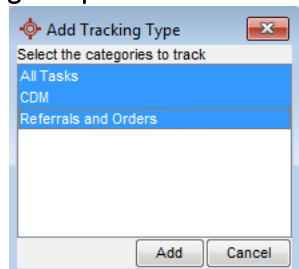 Add Tracking Type
Select the categories to track
All Tasks
CDM
Referrals and Orders
Add
Cancel